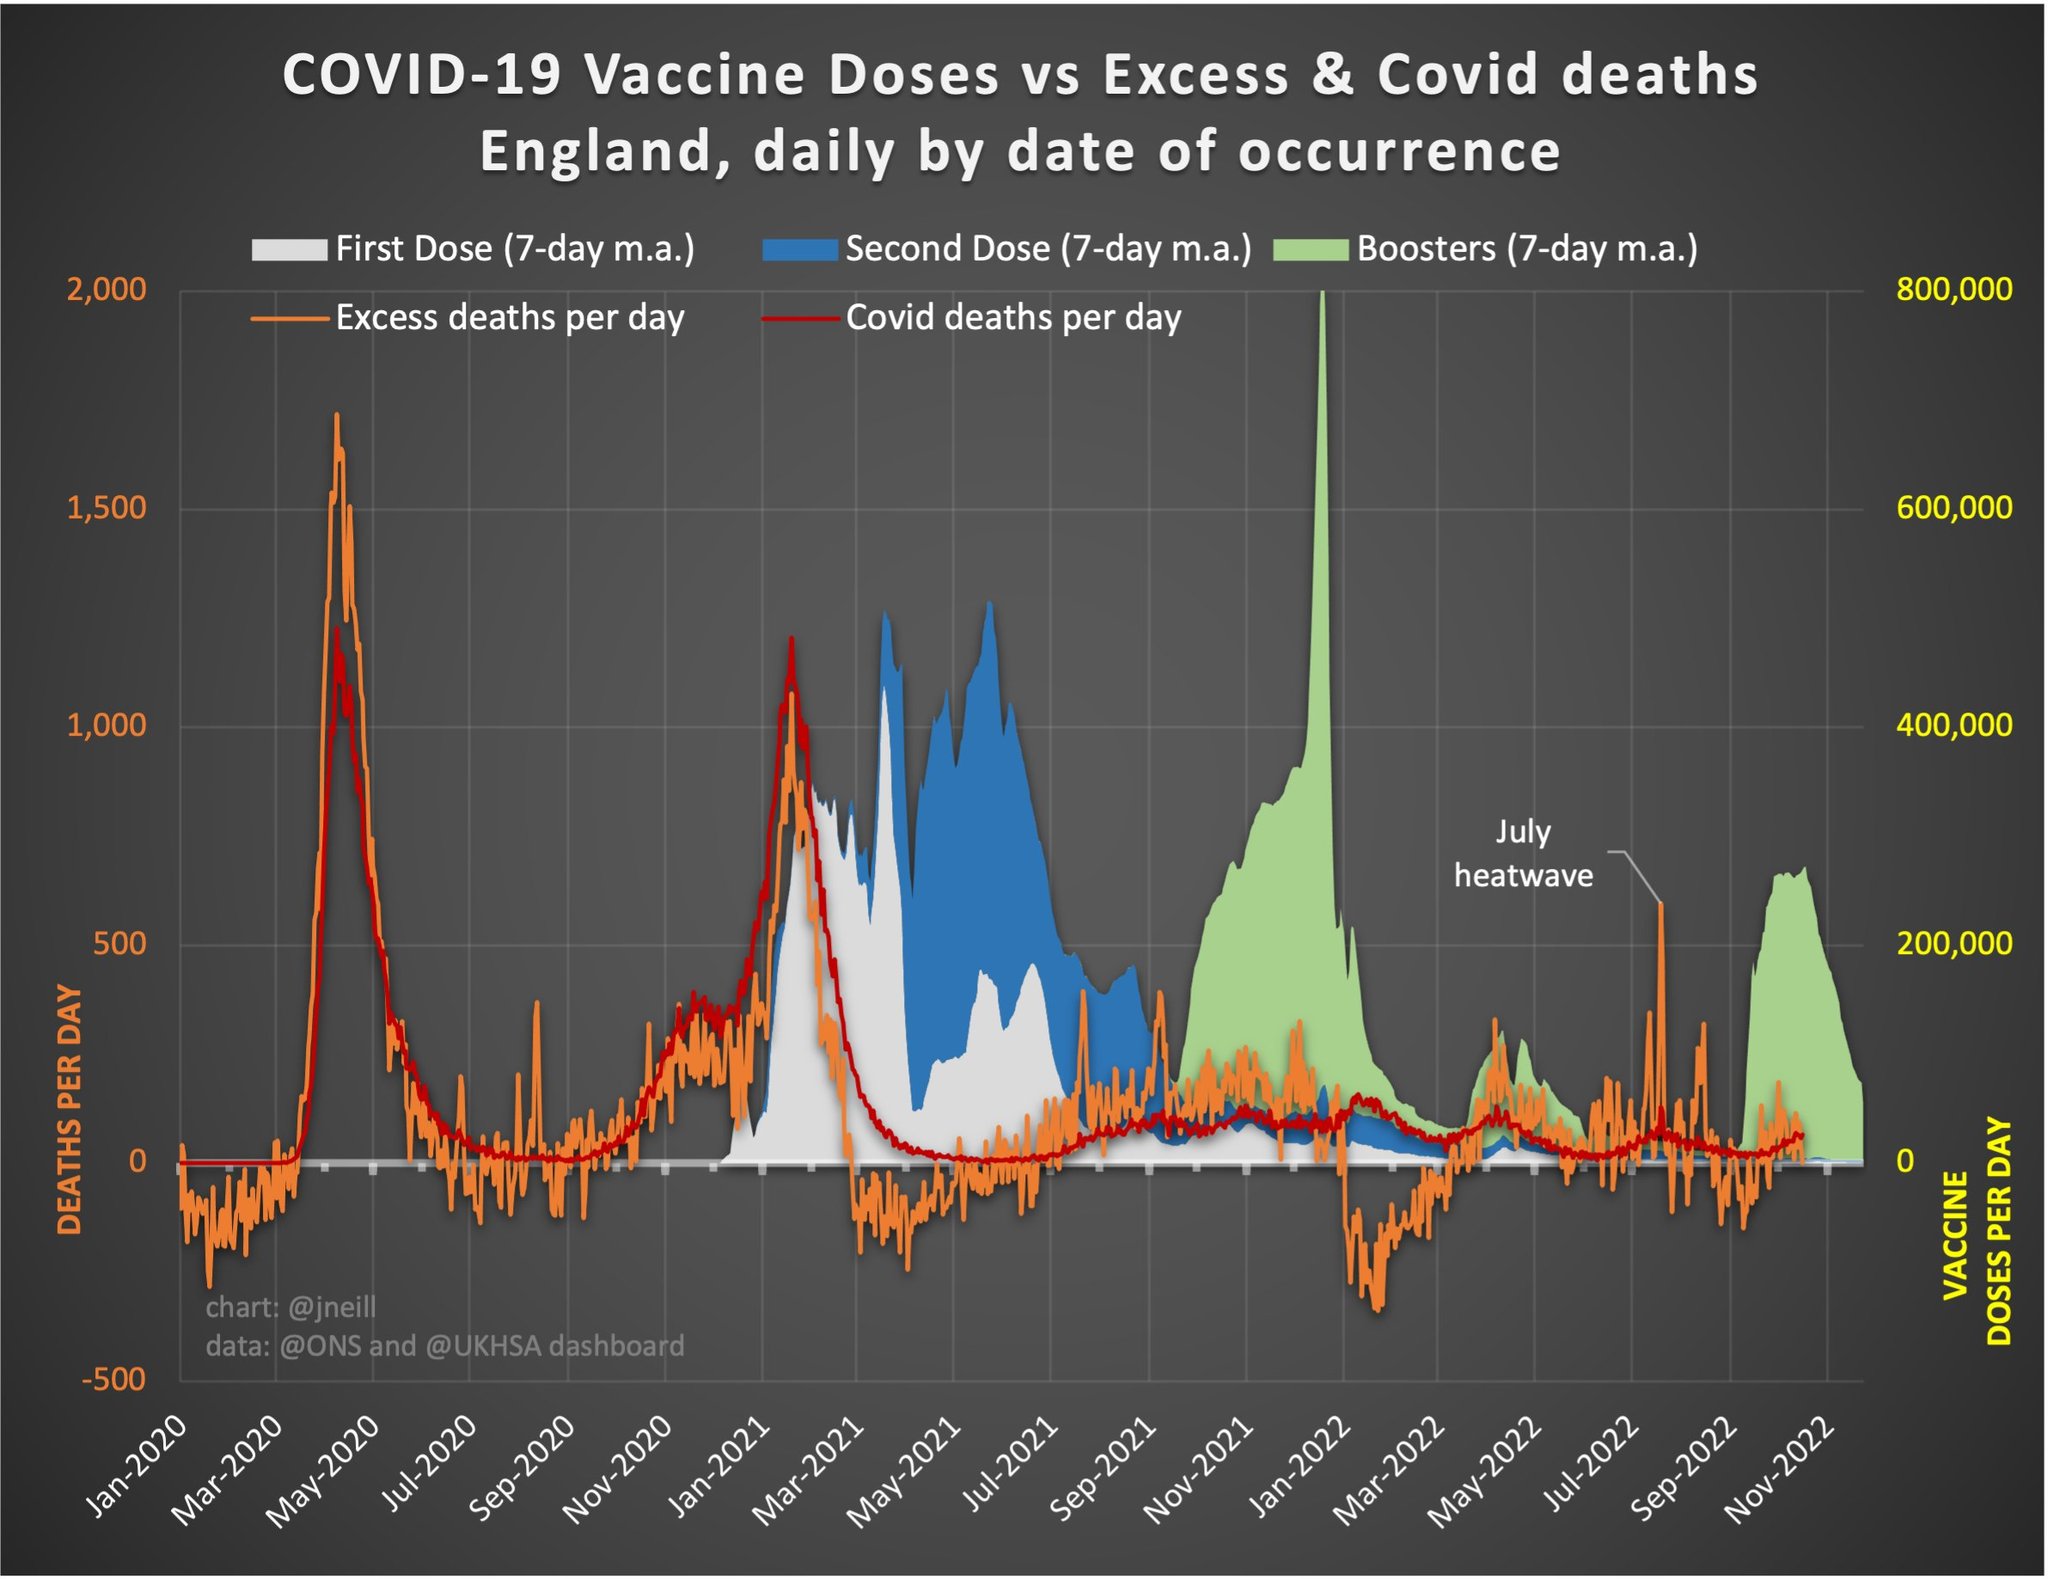 COVID-19 Vaccine Doses vs Excess & Covid deaths
England, daily by date of occurrence
First Dose (7-day m.a.)
Second Dose (7-day m.a.)
Boosters (7-day m.a.)
Excess deaths per day
Covid deaths per day
2,000
1,500
1,000
500
0
-500
DEATHS PER DAY
800,000
600,000
400,000
200,000
0
VACCINE
DOSES PER DAY
July
heatwave
chart: @jneill
data: @ONS and @UKHSA dashboard
Jan-2020
Mar-2020
May-2020
Jul-2020
Sep-2020
Nov-2020
Jan-2021
Mar-2021
May-2021
Jul-2021
Sep-2021
Nov-2021
Jan-2022
Mar-2022
May-2022
Jul-2022
Sep-2022
Nov-2022